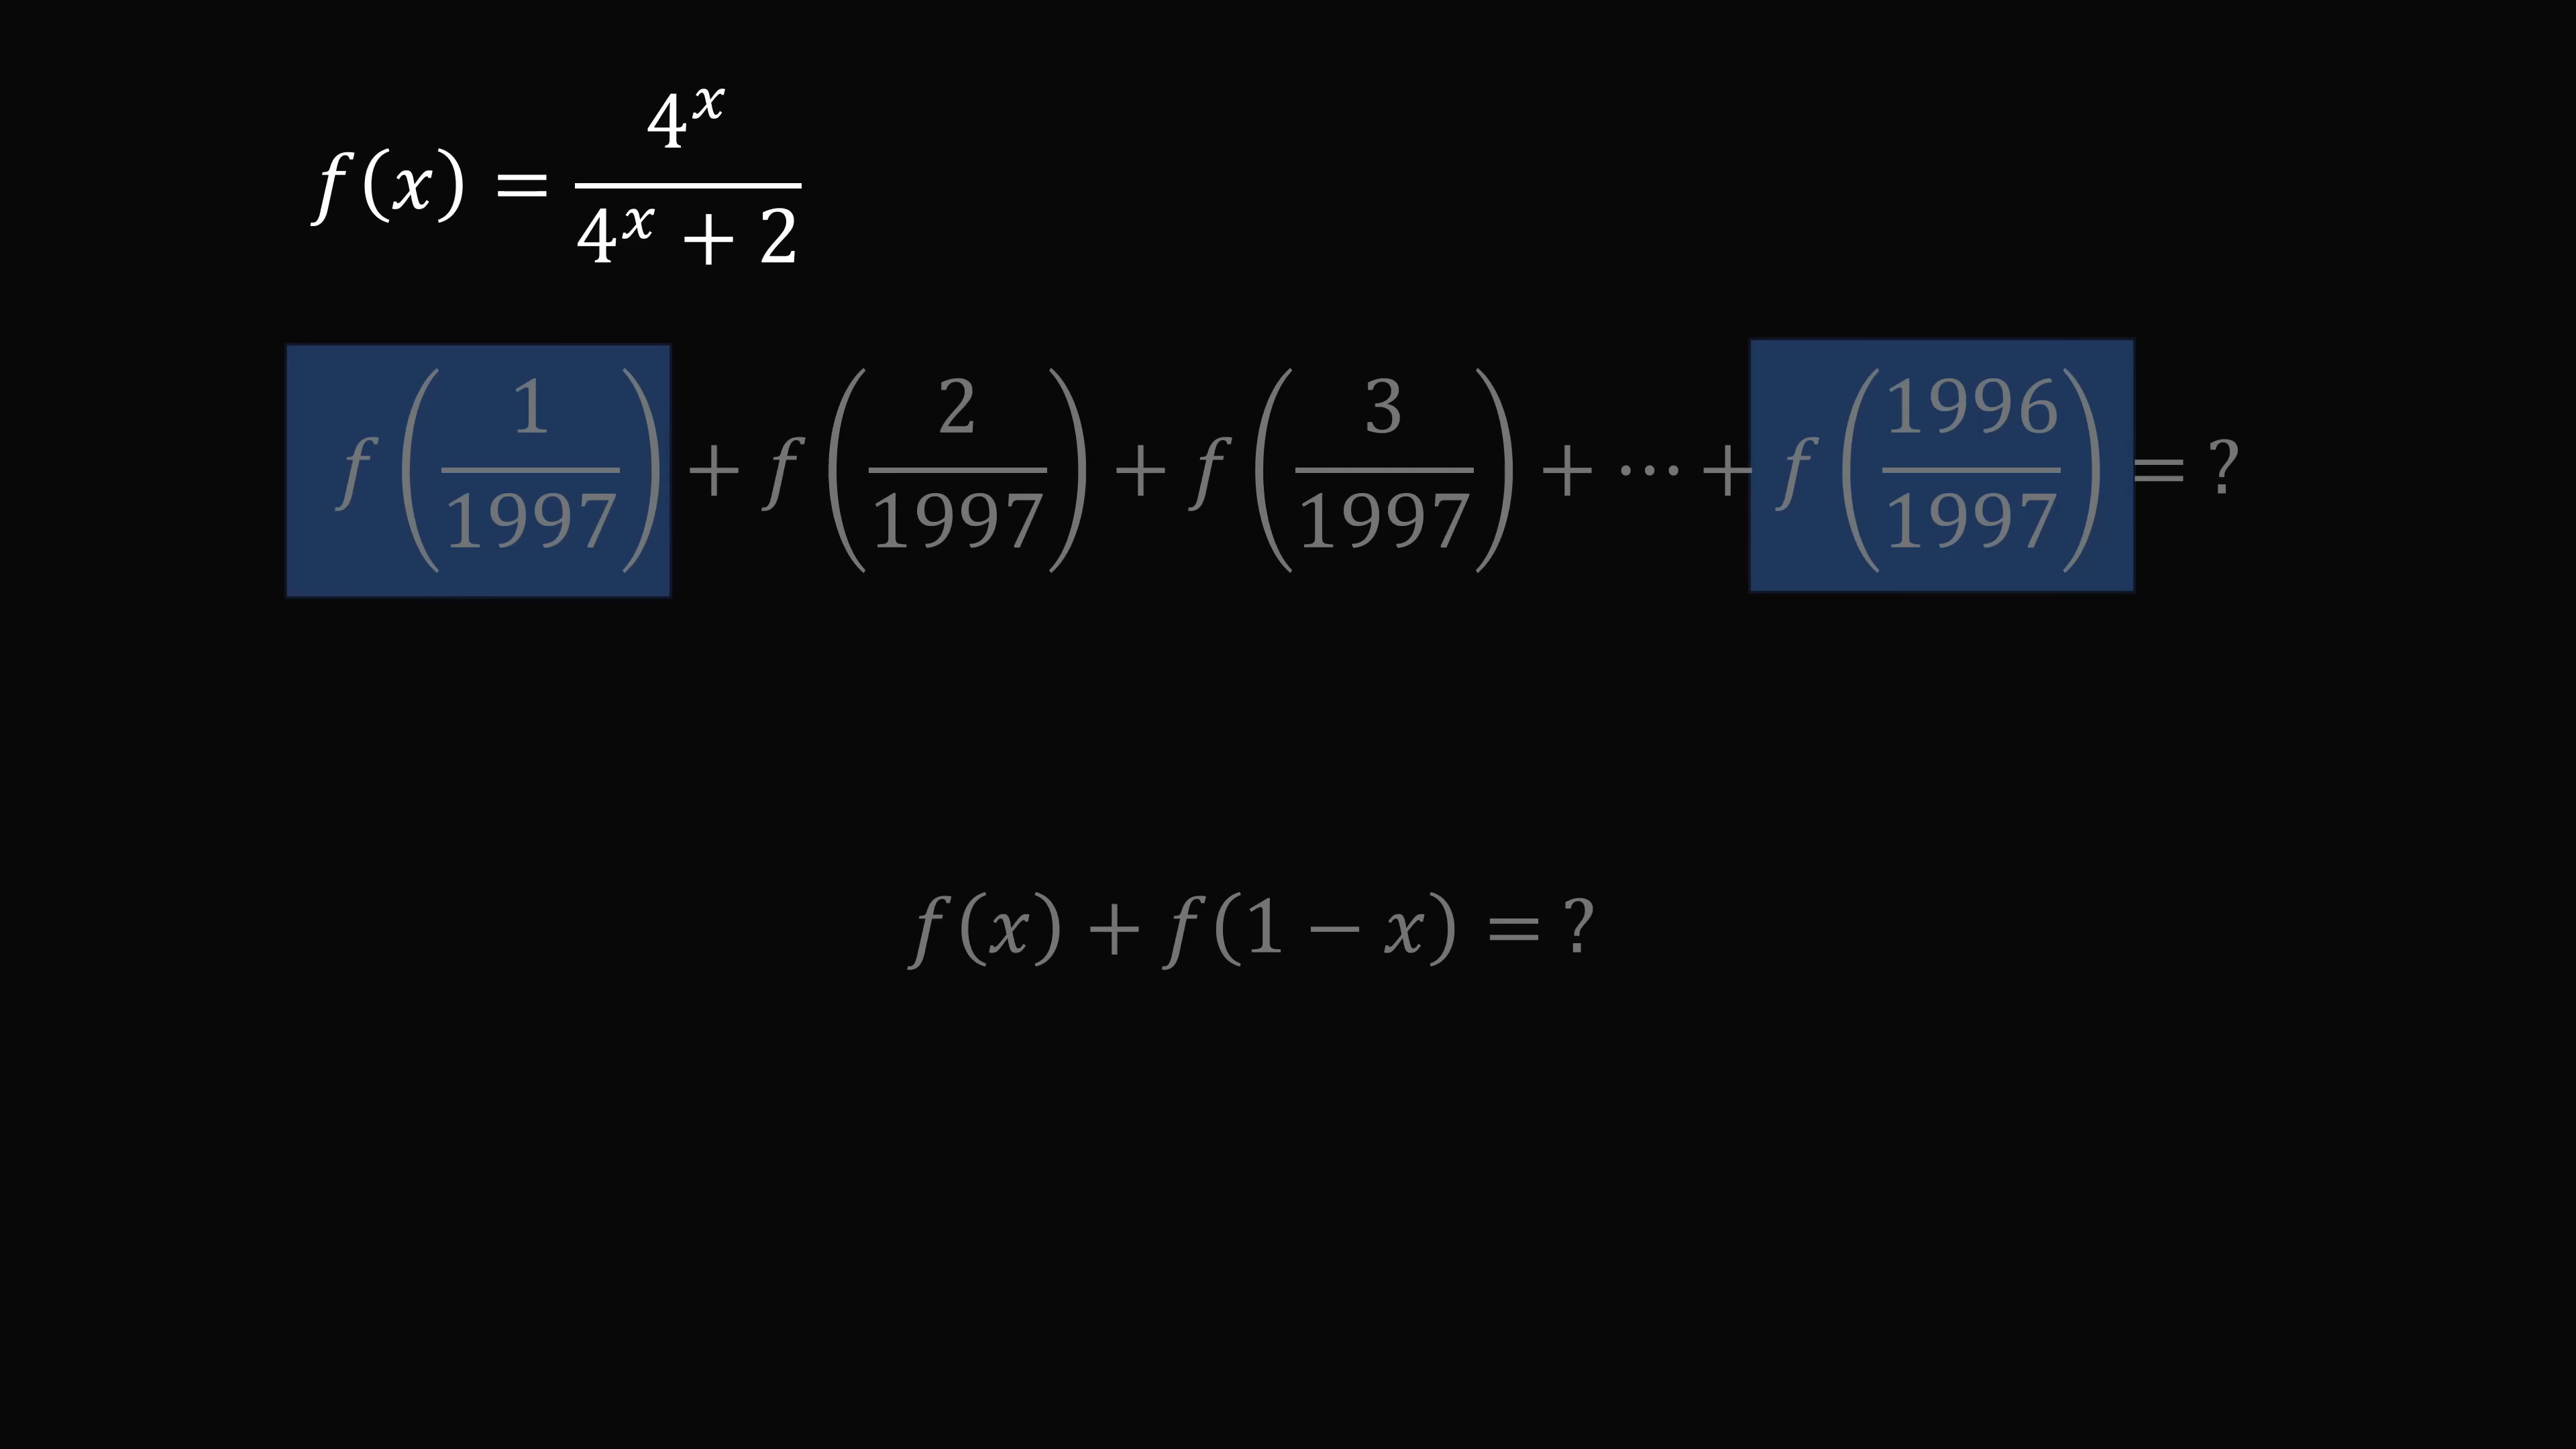 f(x) = 4^x / (4^x + 2)
f(1/1997) + f(2/1997) + f(3/1997) + ⋯ + f(1996/1997) = ?
f(x) + f(1 − x) = ?